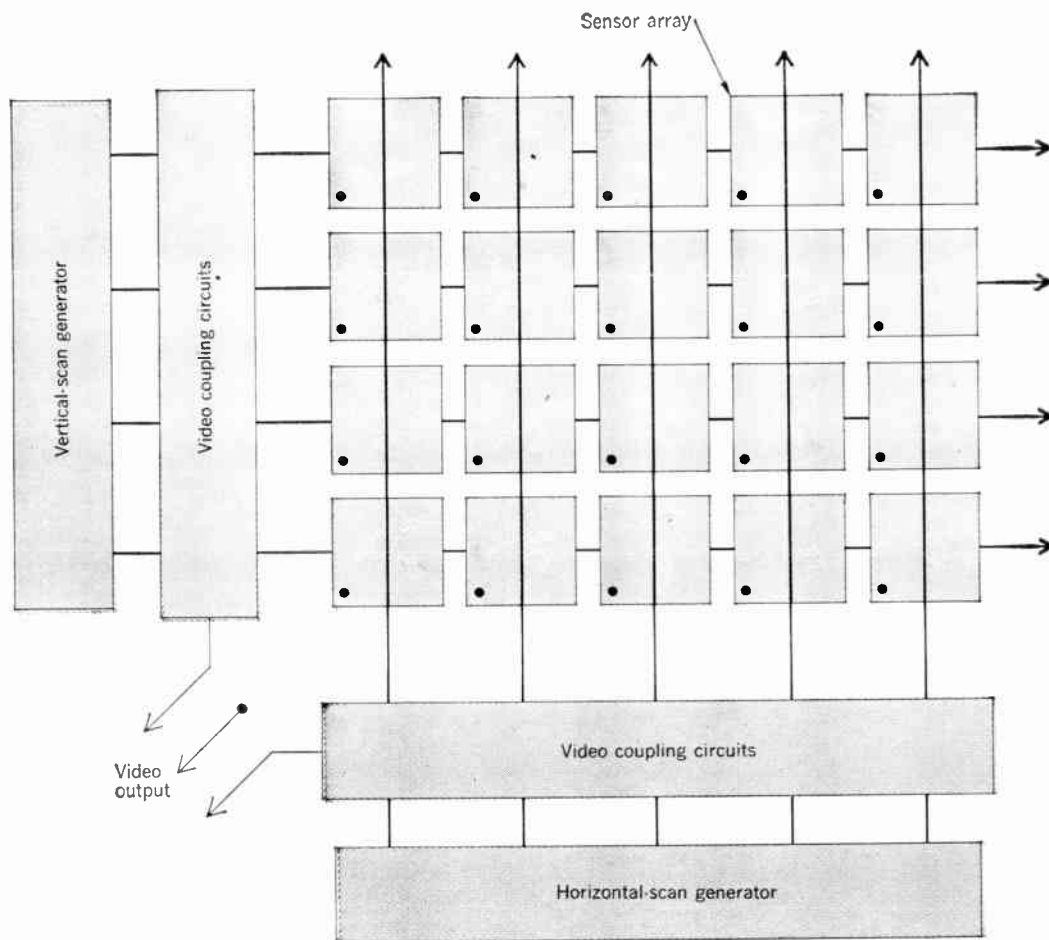 Sensor array
Vertical-scan generator
Video coupling circuits
Video
output
Video coupling circuits
Horizontal-scan generator